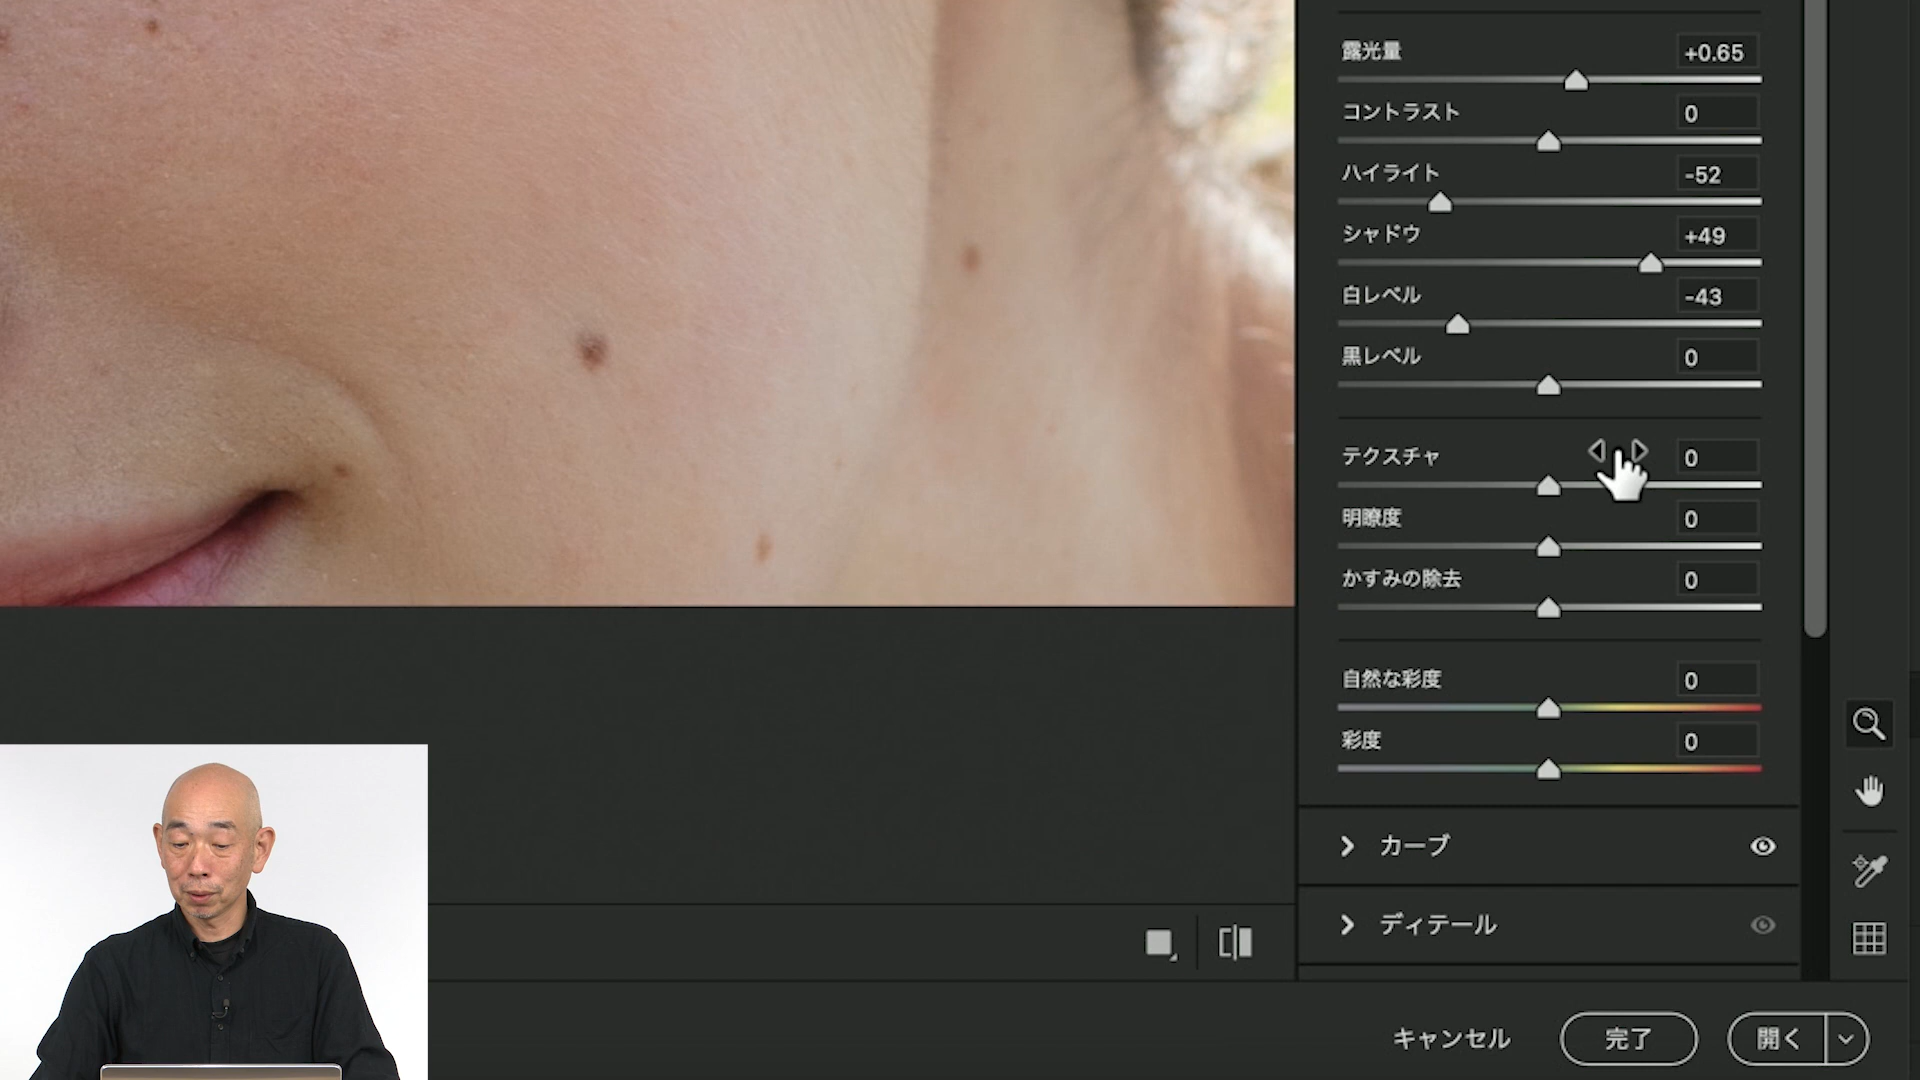 露光量 +0.65
コントラスト 0
ハイライト -52
シャドウ +49
白レベル -43
黒レベル 0
テクスチャ 0
明瞭度 0
かすみの除去 0
自然な彩度 0
彩度 0
カーブ
ディテール
キャンセル 完了 開く